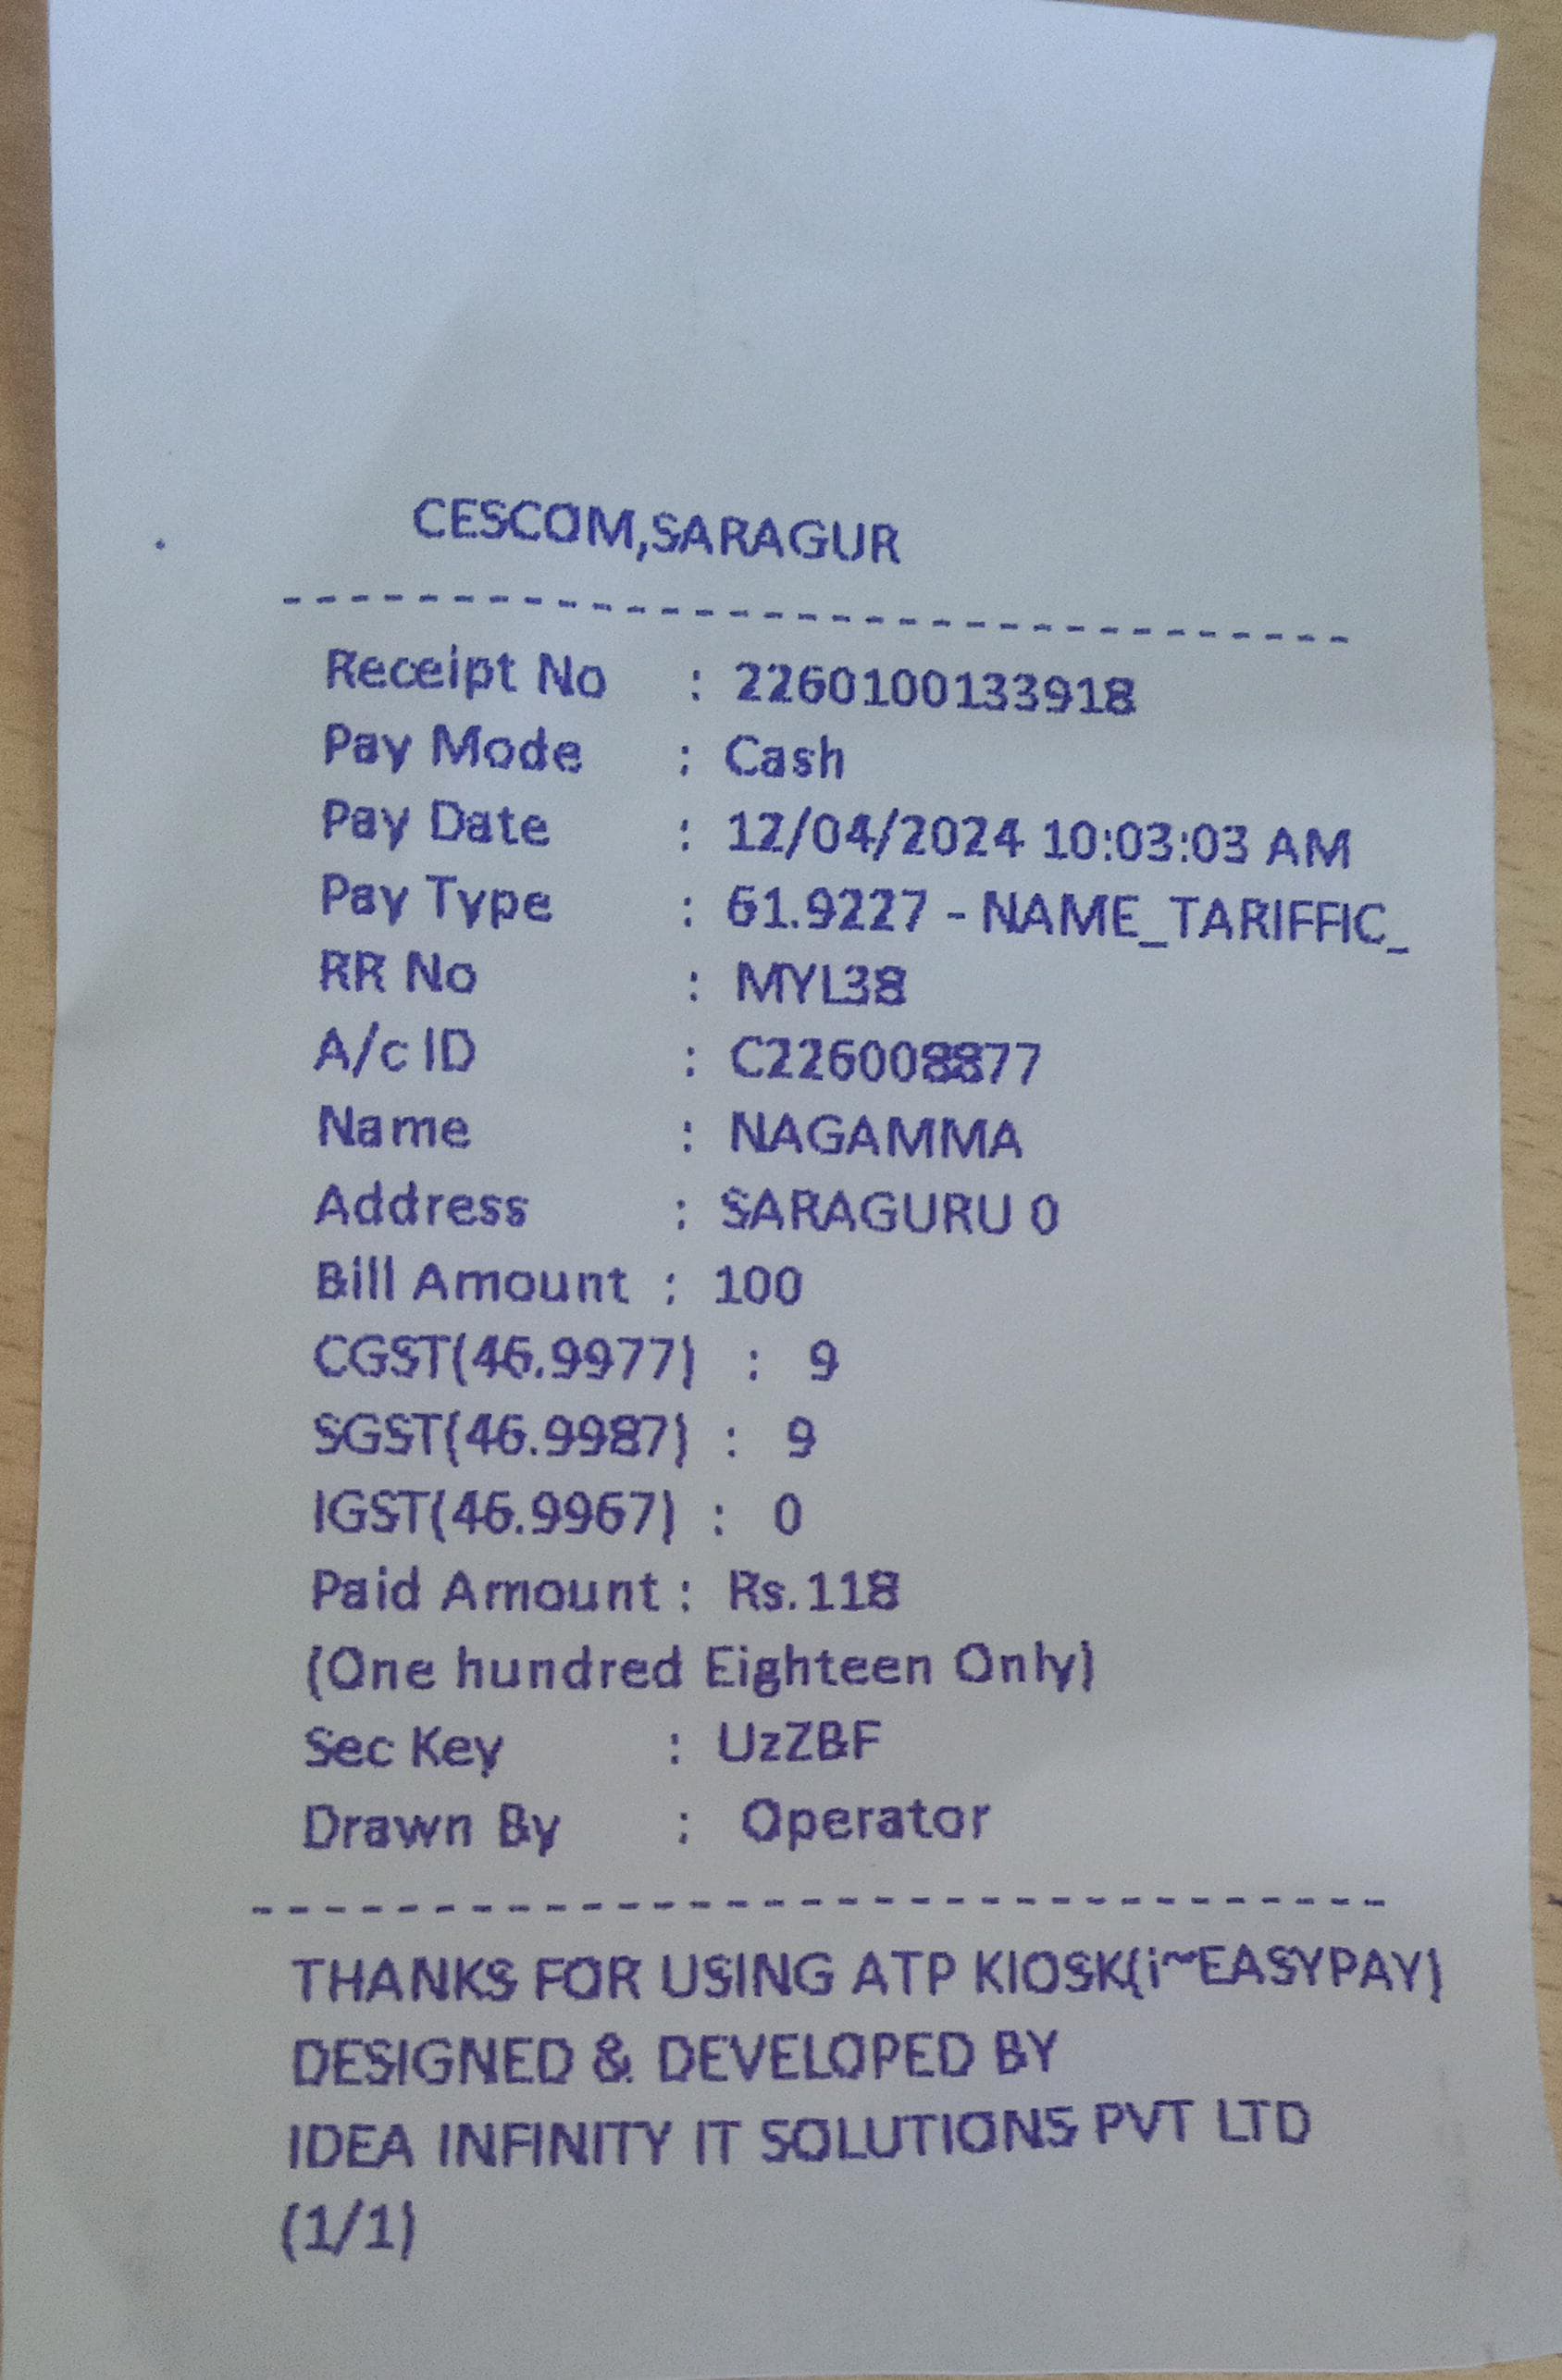 CESCOM,SARAGUR
--------------------------------
Receipt No : 2260100133918
Pay Mode : Cash
Pay Date : 12/04/2024 10:03:03 AM
Pay Type : 61.9227 - NAME_TARIFFIC_
RR No : MYL38
A/c ID : C226008877
Name : NAGAMMA
Address : SARAGURU 0
Bill Amount : 100
CGST(46.9977) : 9
SGST(46.9987) : 9
IGST(46.9967) : 0
Paid Amount : Rs.118
(One hundred Eighteen Only)
Sec Key : UzZBF
Drawn By : Operator
--------------------------------
THANKS FOR USING ATP KIOSK(i~EASYPAY)
DESIGNED & DEVELOPED BY
IDEA INFINITY IT SOLUTIONS PVT LTD
(1/1)